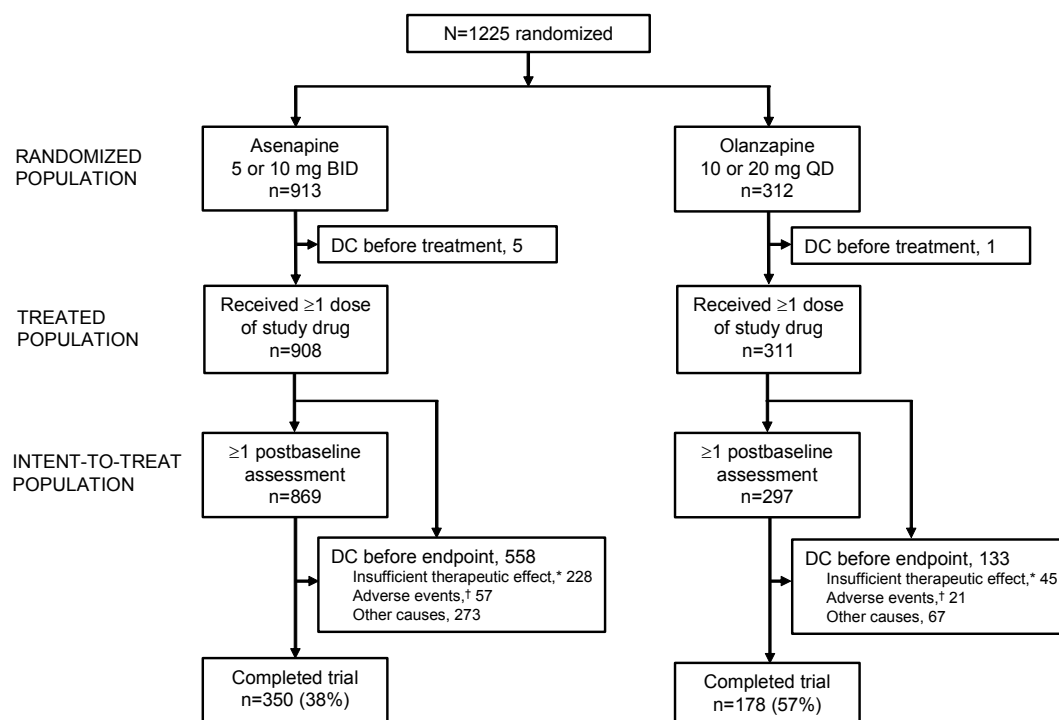 N=1225 randomized
RANDOMIZED
POPULATION
Asenapine
5 or 10 mg BID
n=913
Olanzapine
10 or 20 mg QD
n=312
DC before treatment, 5
DC before treatment, 1
TREATED
POPULATION
Received ≥1 dose
of study drug
n=908
Received ≥1 dose
of study drug
n=311
INTENT-TO-TREAT
POPULATION
≥1 postbaseline
assessment
n=869
≥1 postbaseline
assessment
n=297
DC before endpoint, 558
Insufficient therapeutic effect,* 228
Adverse events,† 57
Other causes, 273
DC before endpoint, 133
Insufficient therapeutic effect,* 45
Adverse events,† 21
Other causes, 67
Completed trial
n=350 (38%)
Completed trial
n=178 (57%)